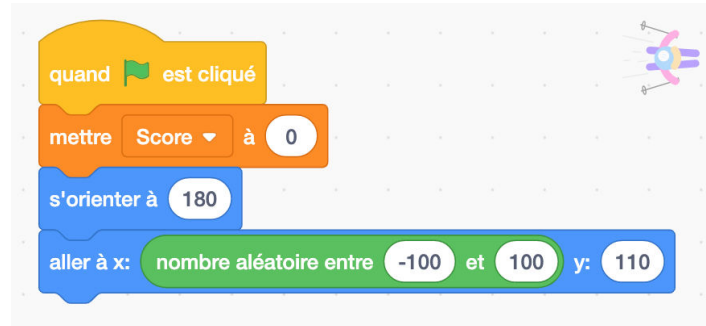 quand est cliqué
mettre Score à 0
s'orienter à 180
aller à x: nombre aléatoire entre -100 et 100 y: 110